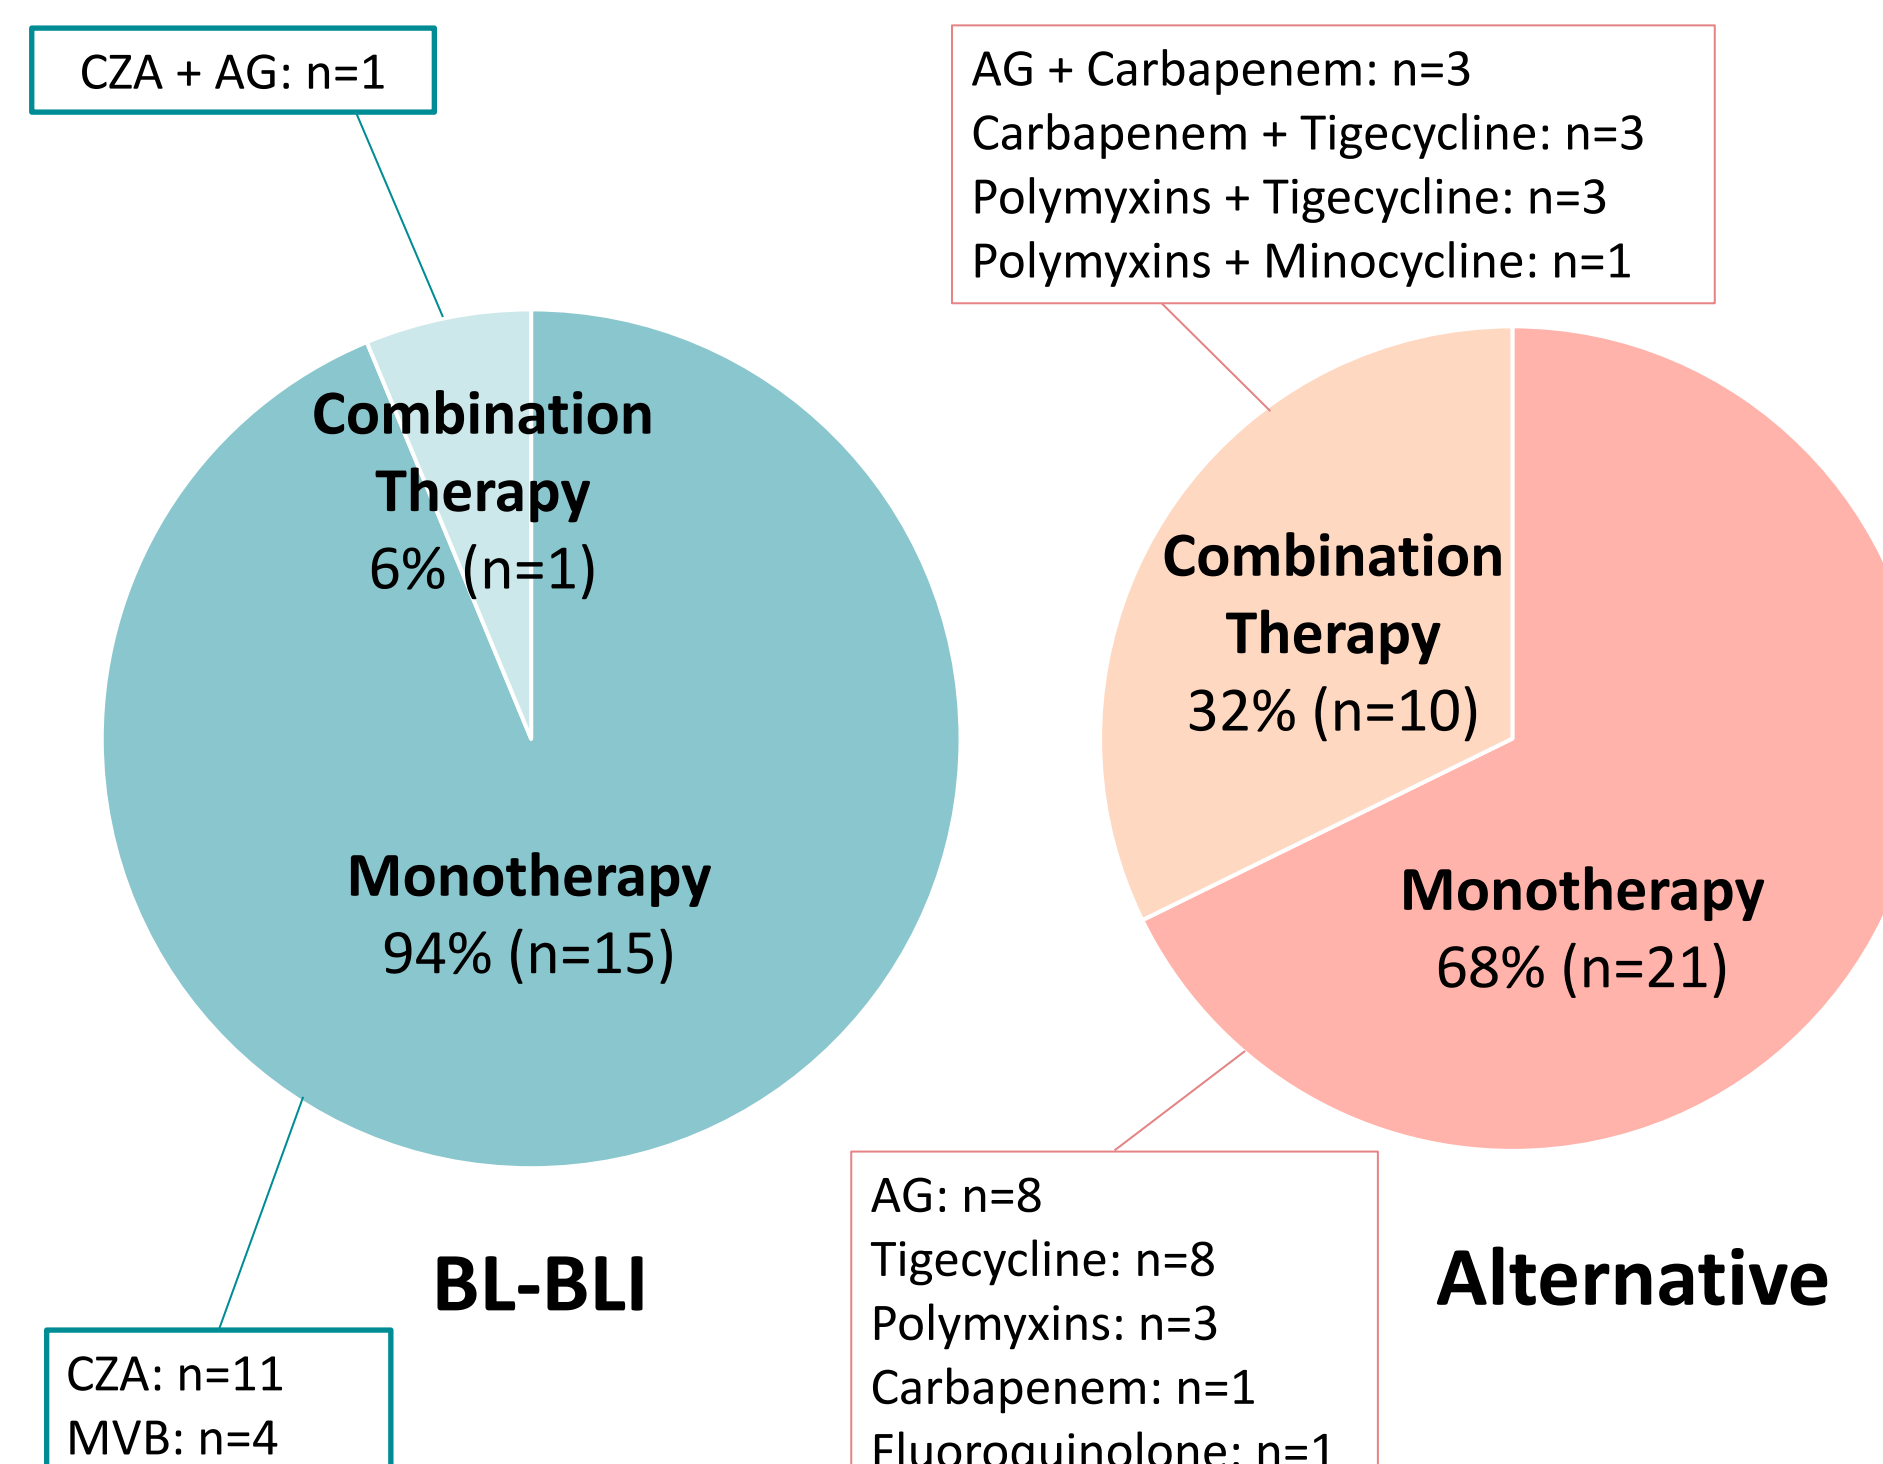 CZA + AG: n=1
AG + Carbapenem: n=3
Carbapenem + Tigecycline: n=3
Polymyxins + Tigecycline: n=3
Polymyxins + Minocycline: n=1
Combination
Therapy
6% (n=1)
Monotherapy
94% (n=15)
Combination
Therapy
32% (n=10)
Monotherapy
68% (n=21)
BL-BLI
Alternative
CZA: n=11
MVB: n=4
AG: n=8
Tigecycline: n=8
Polymyxins: n=3
Carbapenem: n=1
Fluoroquinolone: n=1